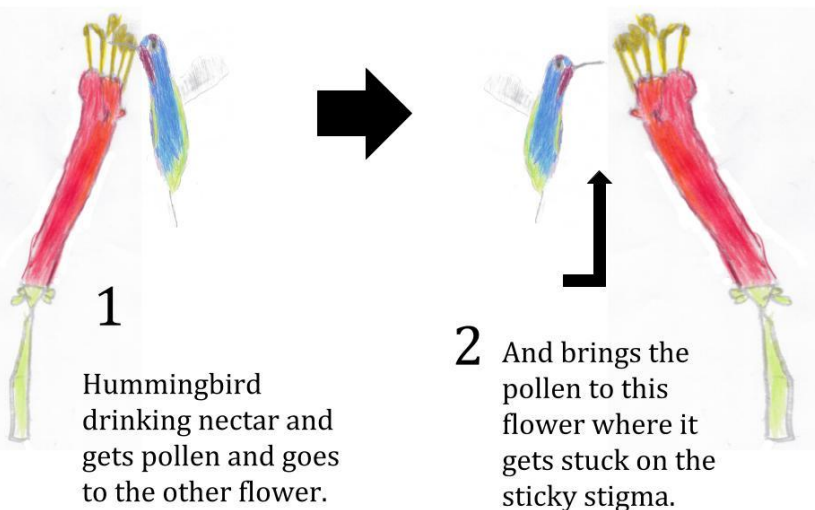 1
Hummingbird
drinking nectar and
gets pollen and goes
to the other flower.
2
And brings the
pollen to this
flower where it
gets stuck on the
sticky stigma.